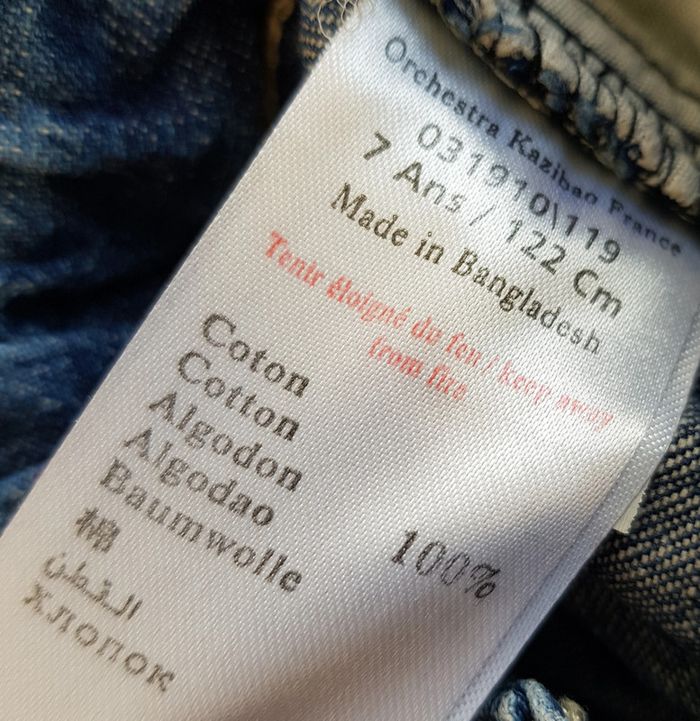 Orchestra Kazibao France
031910\119
7 Ans / 122 Cm
Made in Bangladesh
Tenir éloigné du feu / keep away
from fire
Coton
Cotton
Algodon
Algodao
Baumwolle
100%
棉
القطن
хлопок